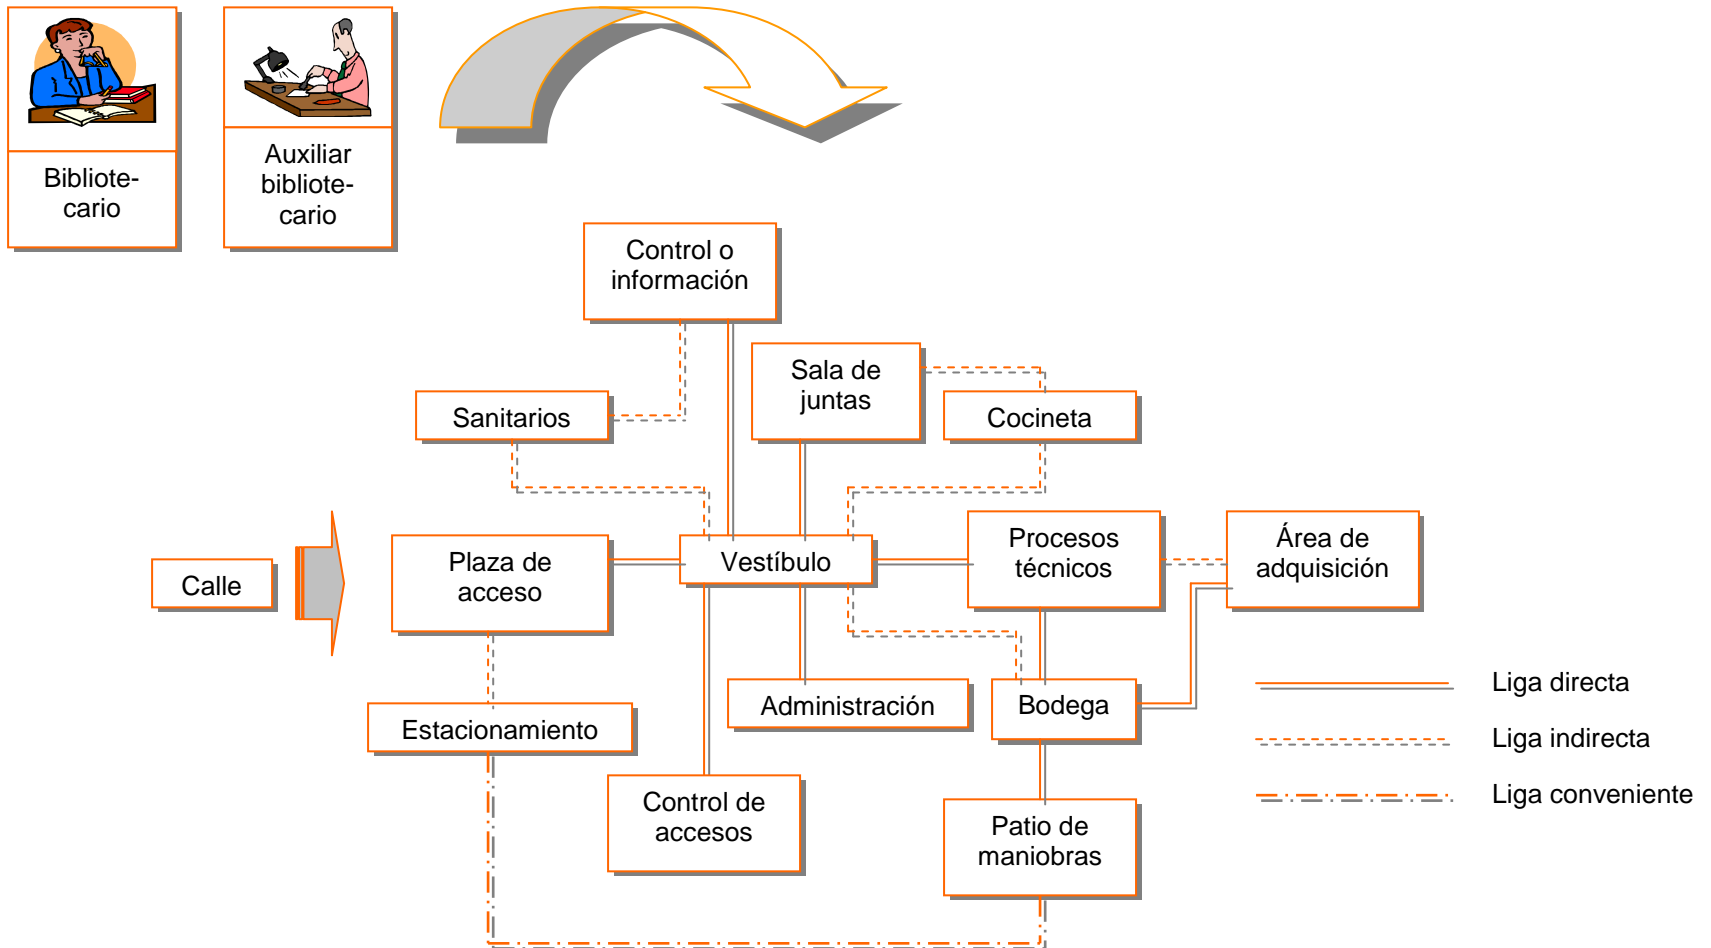 Bibliote-
cario
Auxiliar
bibliote-
cario
Control o
información
Sala de
juntas
Sanitarios
Cocineta
Calle
Plaza de
acceso
Vestíbulo
Procesos
técnicos
Área de
adquisición
Estacionamiento
Administración
Bodega
Control de
accesos
Patio de
maniobras
Liga directa
Liga indirecta
Liga conveniente